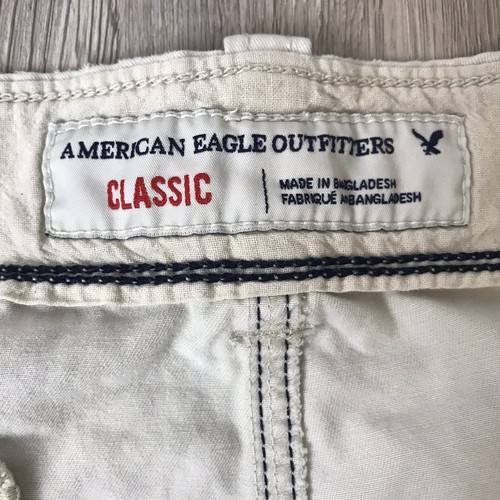 AMERICAN EAGLE OUTFITTERS
CLASSIC
MADE IN BANGLADESH
FABRIQUÉ AU BANGLADESH